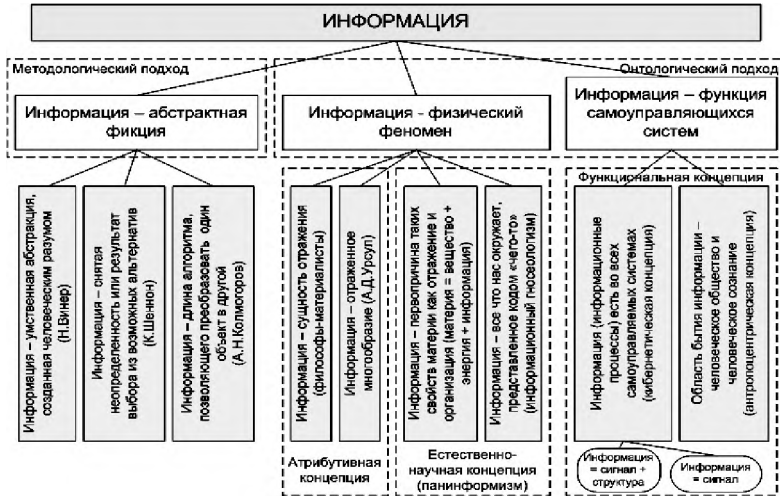 ИНФОРМАЦИЯ
Методологический подход
Онтологический подход
Информация – абстрактная
фикция
Информация - физический
феномен
Информация – функция
самоуправляющихся
систем
Информация – умственная абстракция,
созданная человеческим разумом
(Н.Винер)
Информация – снятая
неопределенность или результат
выбора из возможных альтернатив
(К.Шеннон)
Информация – длина алгоритма,
позволяющего преобразовать один
объект в другой
(А.Н.Колмогоров)
Информация – сущность отражения
(философы-материалисты)
Информация – отраженное
многообразие (А.Д.Урсул)
Атрибутивная
концепция
Информация – первопричина таких
свойств материи как отражение и
организация (материя = вещество +
энергия + информация)
Информация – все что нас окружает,
представленное кодом «чего-то»
(информационный гносеологизм)
Естественно-
научная концепция
(панинформизм)
Функциональная концепция
Информация (информационные
процессы) есть во всех
самоуправляемых системах
(кибернетическая концепция)
Область бытия информации –
человеческое общество и
человеческое сознание
(антропоцентрическая концепция)
Информация
= сигнал +
структура
Информация
= сигнал